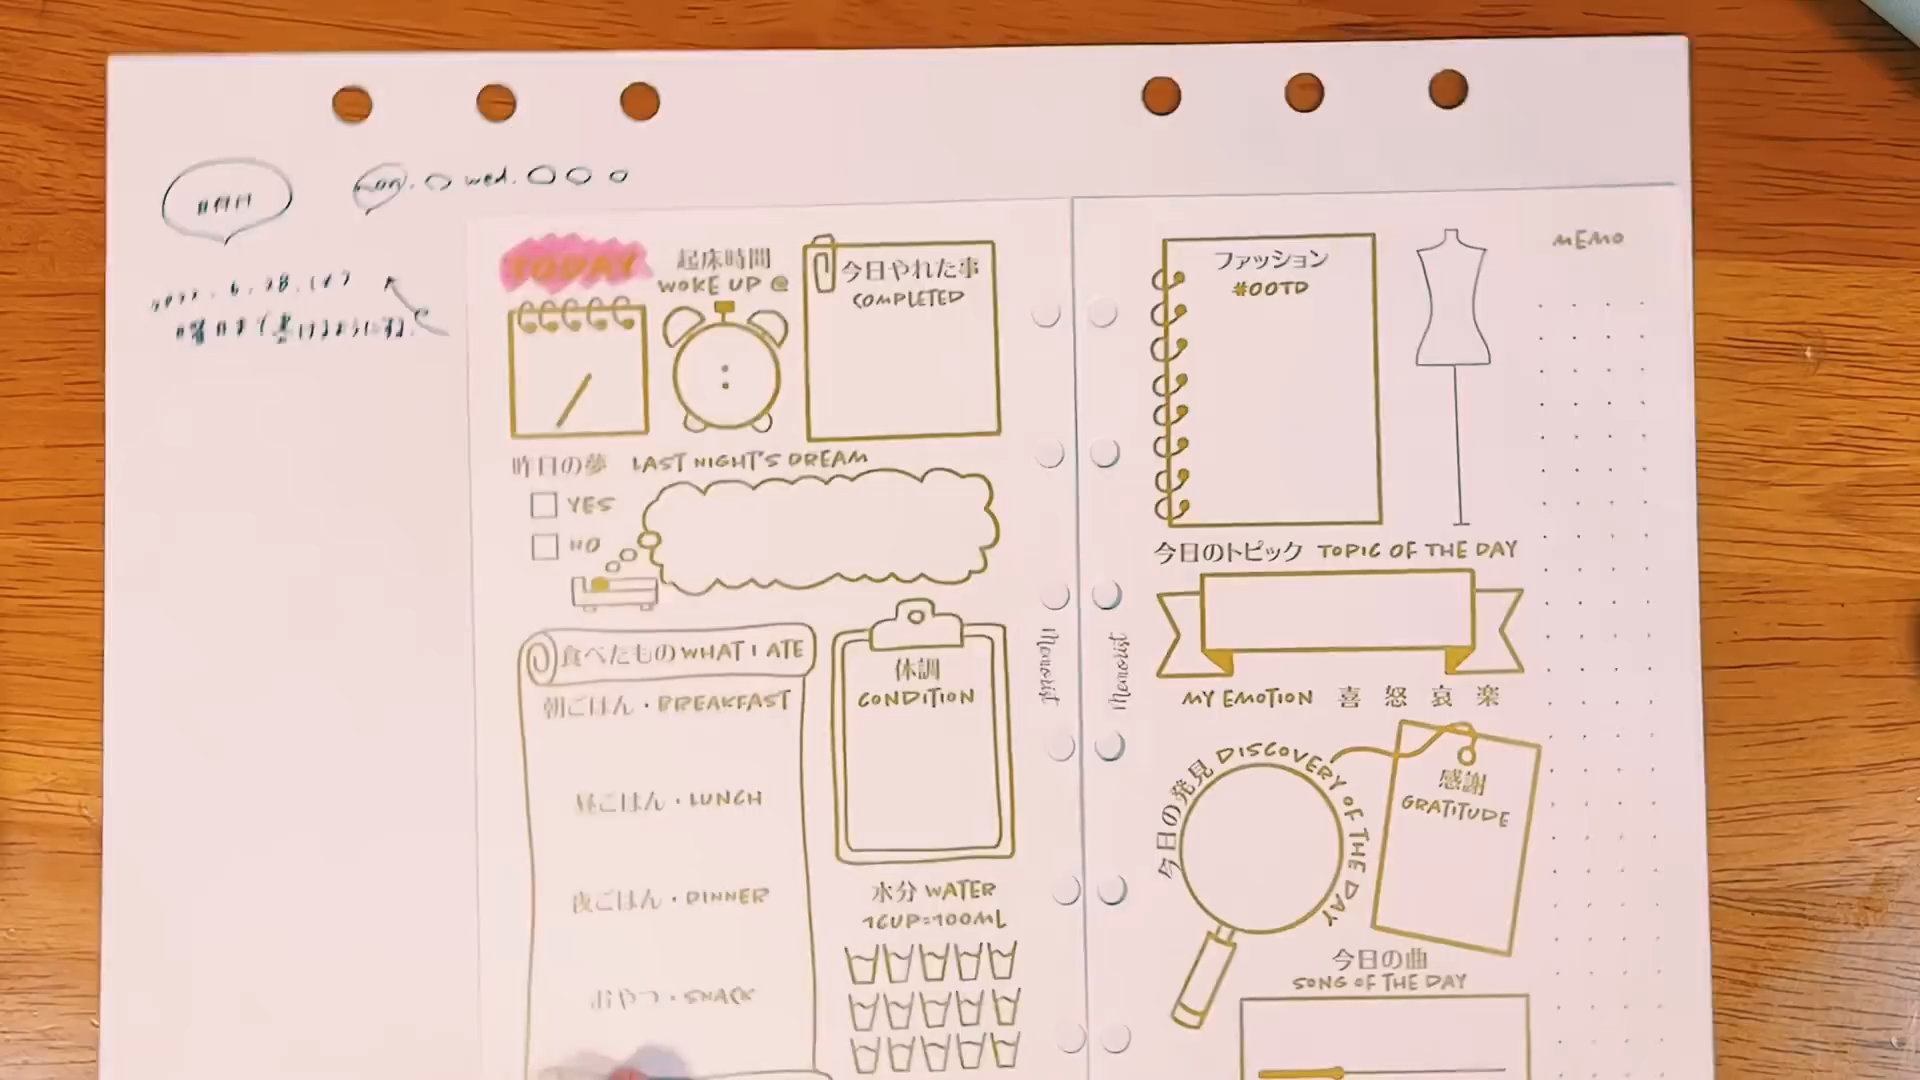 mon. wed.
TODAY
起床時間
WOKE UP @
今日やれた事
COMPLETED
昨日の夢 LAST NIGHT'S DREAM
YES
NO
食べたもの WHAT I ATE
朝ごはん・BREAKFAST
昼ごはん・LUNCH
夜ごはん・DINNER
おやつ・SNACK
体調
CONDITION
水分 WATER
1CUP=100ML
Memorist
Memorist
ファッション
#OOTD
MEMO
今日のトピック TOPIC OF THE DAY
MY EMOTION 喜 怒 哀 楽
今日の発見 DISCOVERY OF THE DAY
感謝
GRATITUDE
今日の曲
SONG OF THE DAY